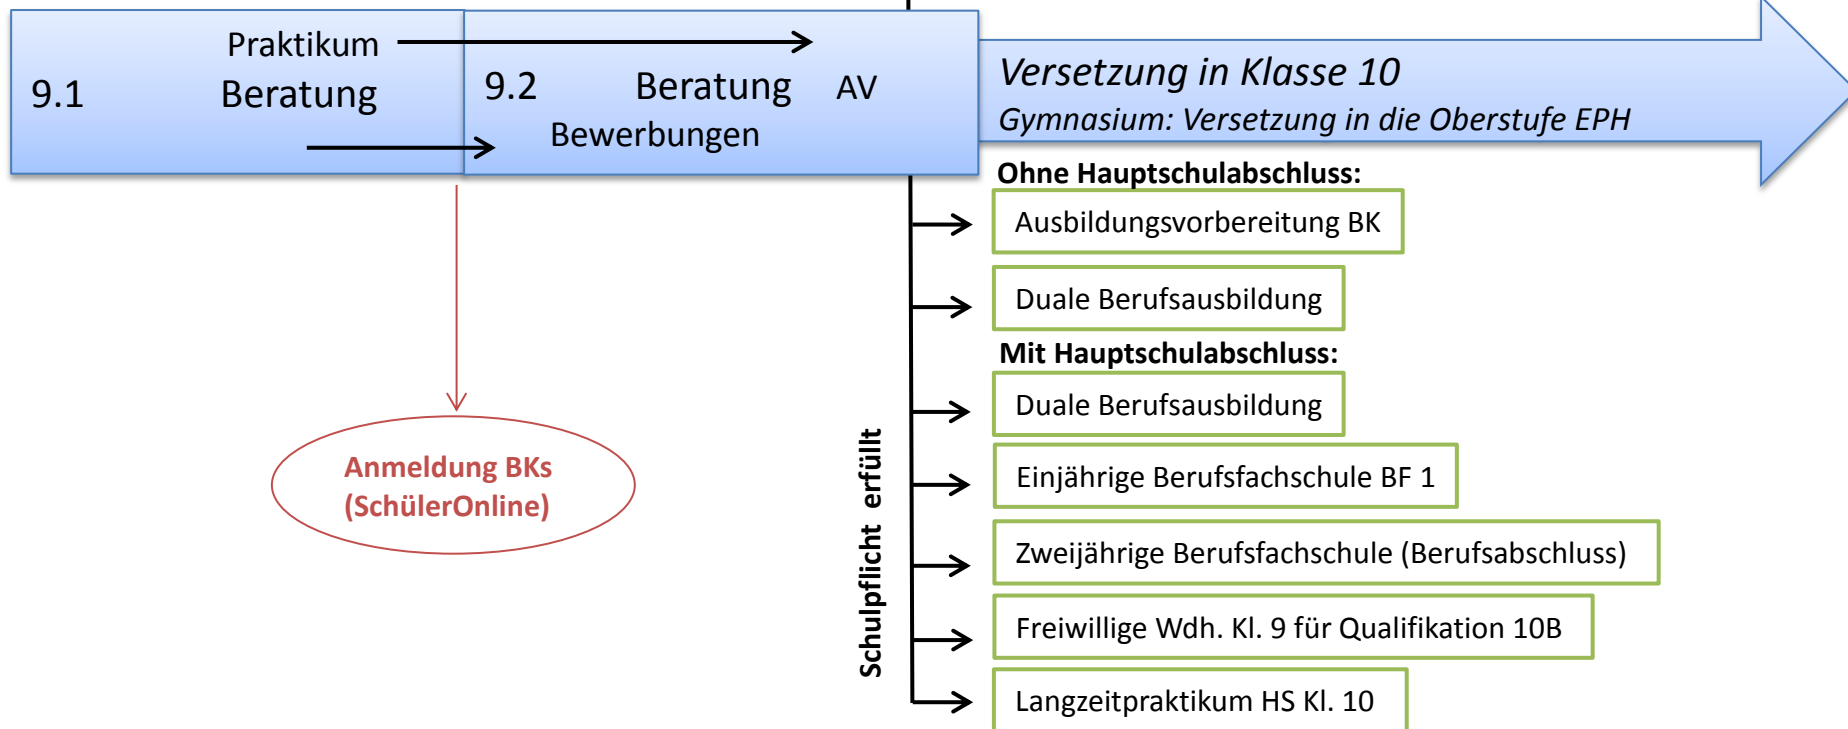 Praktikum
9.1 Beratung
9.2 Beratung AV
Bewerbungen
Versetzung in Klasse 10
Gymnasium: Versetzung in die Oberstufe EPH
Ohne Hauptschulabschluss:
Ausbildungsvorbereitung BK
Duale Berufsausbildung
Mit Hauptschulabschluss:
Duale Berufsausbildung
Einjährige Berufsfachschule BF 1
Zweijährige Berufsfachschule (Berufsabschluss)
Freiwillige Wdh. Kl. 9 für Qualifikation 10B
Langzeitpraktikum HS Kl. 10
Schulpflicht erfüllt
Anmeldung BKs
(SchülerOnline)